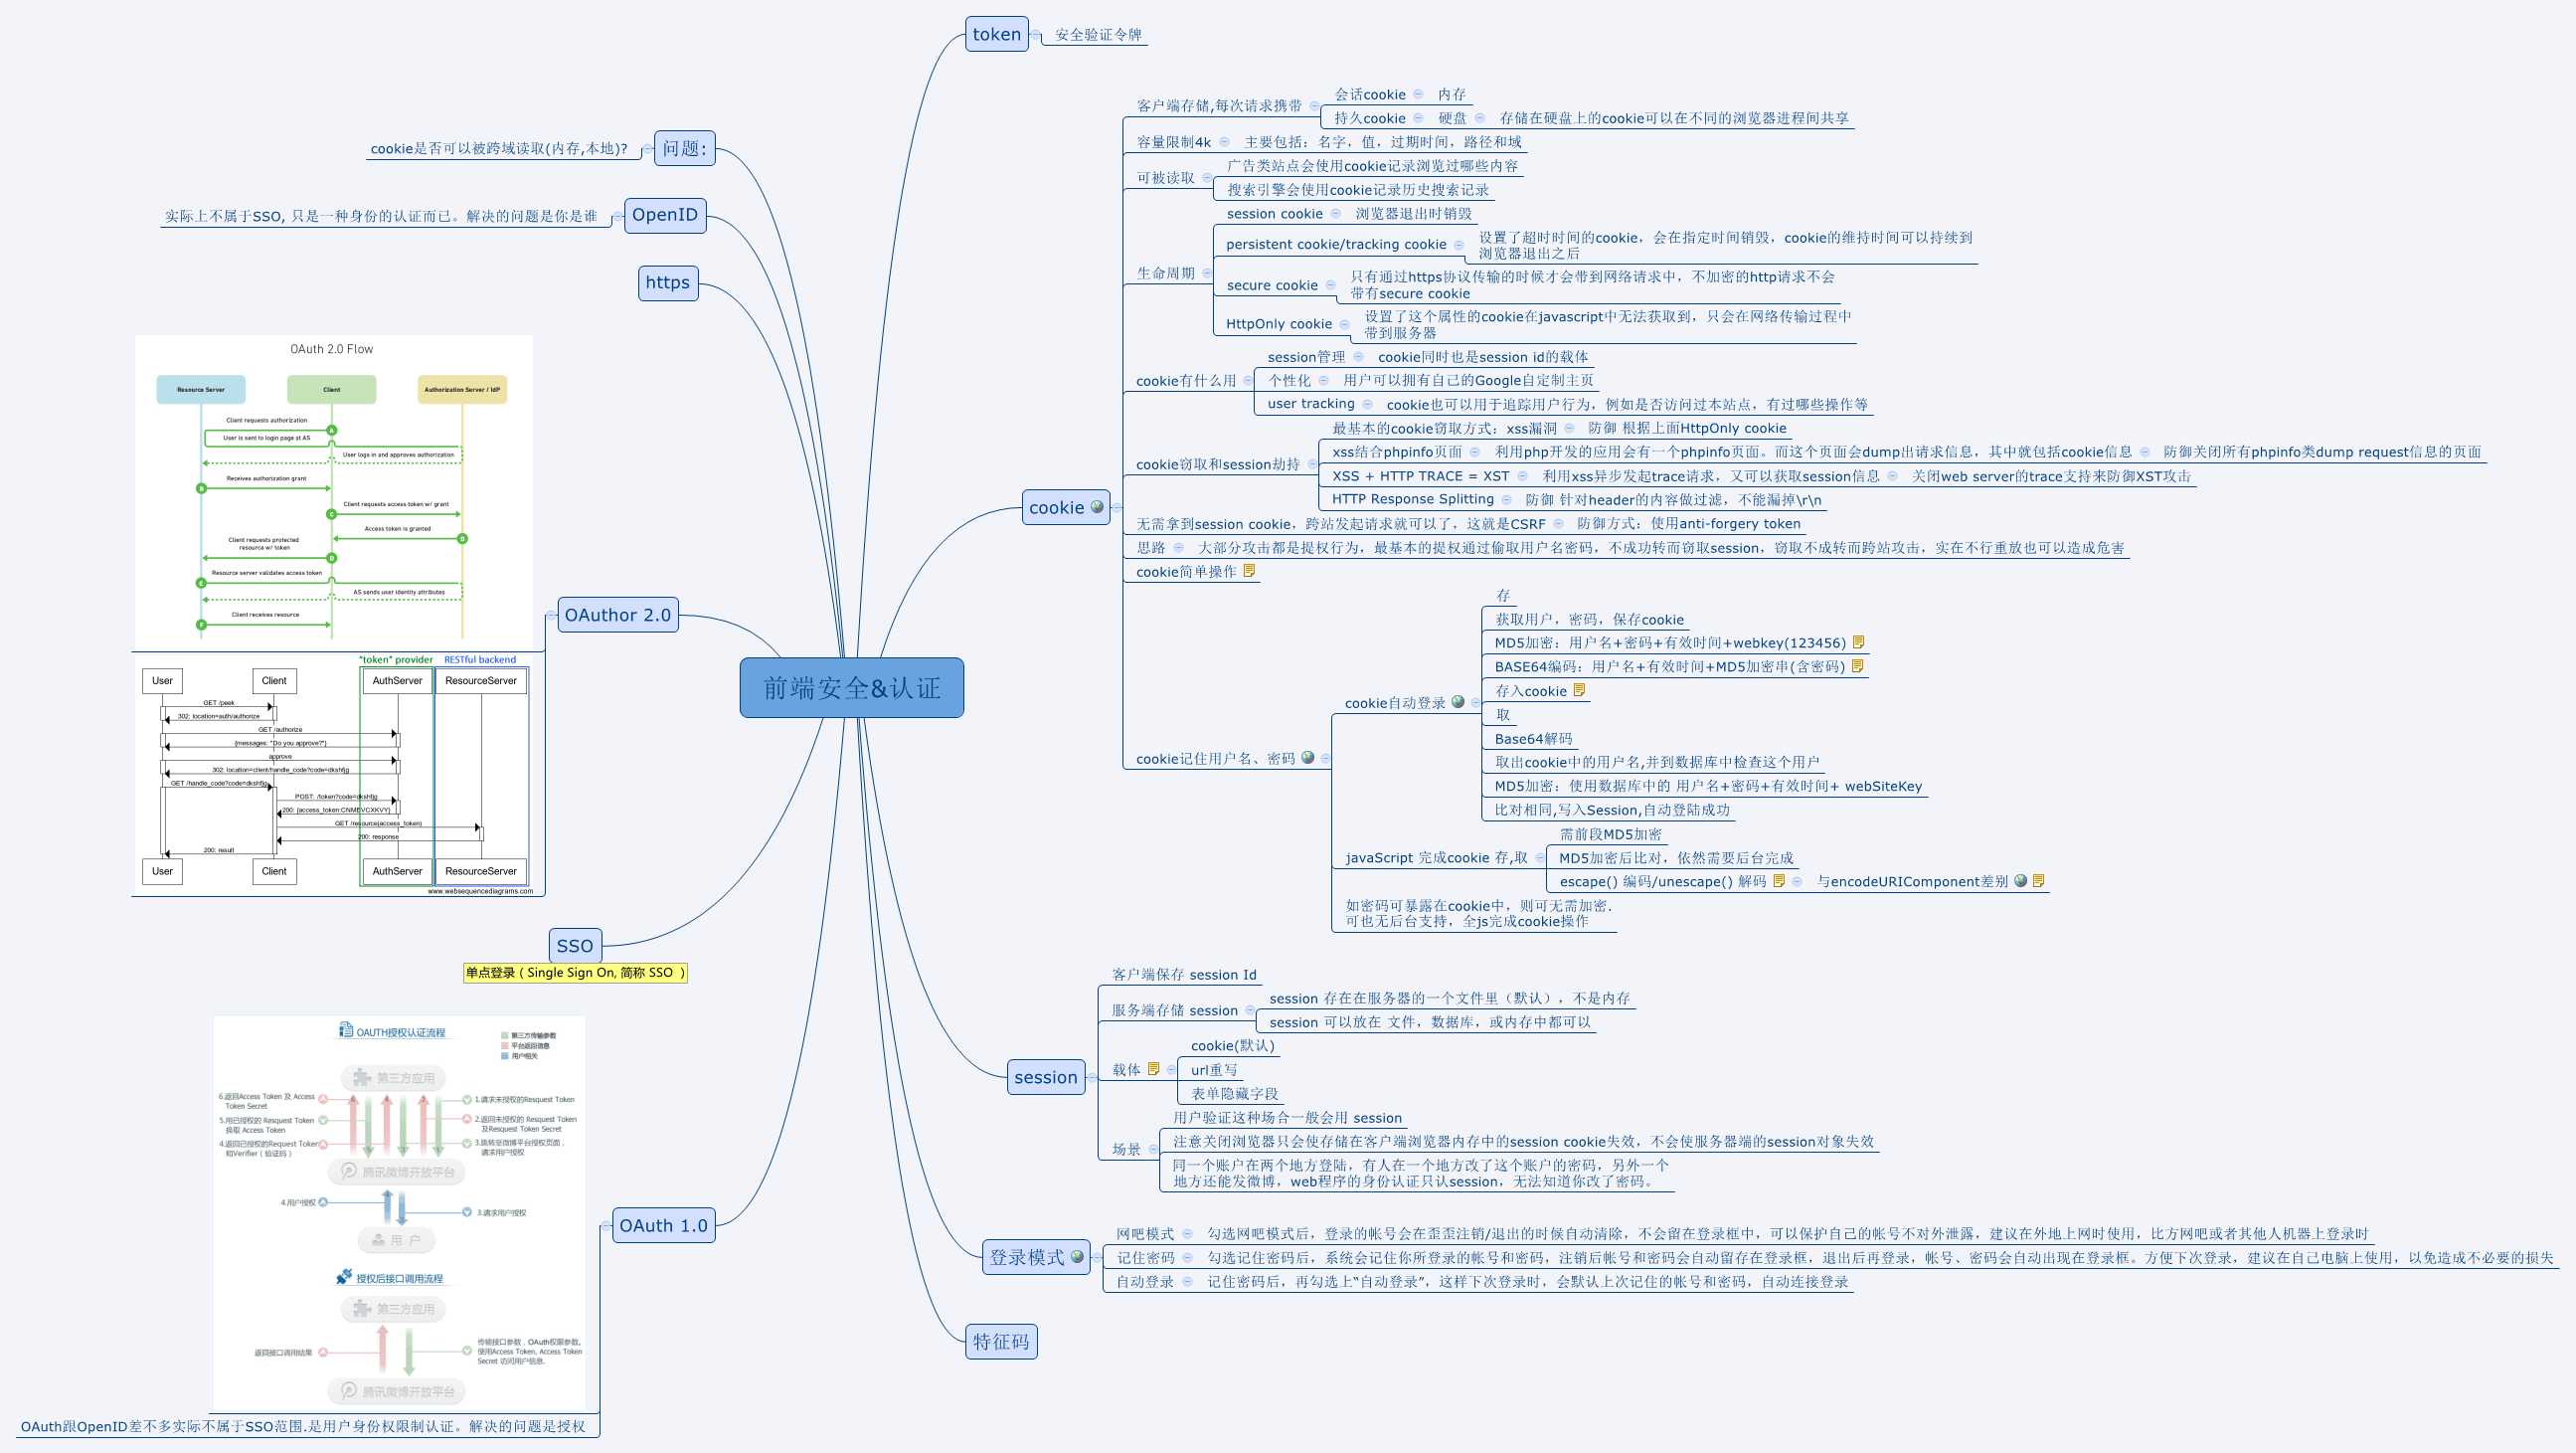 前端安全&认证
token
安全验证令牌
cookie
客户端存储,每次请求携带
会话cookie
内存
持久cookie
硬盘
存储在硬盘上的cookie可以在不同的浏览器进程间共享
容量限制4k
主要包括：名字，值，过期时间，路径和域
可被读取
广告类站点会使用cookie记录浏览过哪些内容
搜索引擎会使用cookie记录历史搜索记录
生命周期
session cookie
浏览器退出时销毁
persistent cookie/tracking cookie
设置了超时时间的cookie，会在指定时间销毁，cookie的维持时间可以持续到
浏览器退出之后
secure cookie
只有通过https协议传输的时候才会带到网络请求中，不加密的http请求不会
带有secure cookie
HttpOnly cookie
设置了这个属性的cookie在javascript中无法获取到，只会在网络传输过程中
带到服务器
cookie有什么用
session管理
cookie同时也是session id的载体
个性化
用户可以拥有自己的Google自定制主页
user tracking
cookie也可以用于追踪用户行为，例如是否访问过本站点，有过哪些操作等
cookie窃取和session劫持
最基本的cookie窃取方式：xss漏洞
防御 根据上面HttpOnly cookie
xss结合phpinfo页面
利用php开发的应用会有一个phpinfo页面。而这个页面会dump出请求信息，其中就包括cookie信息
防御关闭所有phpinfo类dump request信息的页面
XSS + HTTP TRACE = XST
利用xss异步发起trace请求，又可以获取session信息
关闭web server的trace支持来防御XST攻击
HTTP Response Splitting
防御 针对header的内容做过滤，不能漏掉\r\n
无需拿到session cookie，跨站发起请求就可以了，这就是CSRF
防御方式：使用anti-forgery token
思路
大部分攻击都是提权行为，最基本的提权通过偷取用户名密码，不成功转而窃取session，窃取不成转而跨站攻击，实在不行重放也可以造成危害
cookie简单操作
cookie记住用户名、密码
cookie自动登录
存
获取用户，密码，保存cookie
MD5加密：用户名+密码+有效时间+webkey(123456)
BASE64编码：用户名+有效时间+MD5加密串(含密码)
存入cookie
取
Base64解码
取出cookie中的用户名,并到数据库中检查这个用户
MD5加密：使用数据库中的 用户名+密码+有效时间+ webSiteKey
比对相同,写入Session,自动登陆成功
javaScript 完成cookie 存,取
需前段MD5加密
MD5加密后比对，依然需要后台完成
escape() 编码/unescape() 解码
与encodeURIComponent差别
如密码可暴露在cookie中，则可无需加密.
可也无后台支持，全js完成cookie操作
session
客户端保存 session Id
服务端存储 session
session 存在在服务器的一个文件里（默认），不是内存
session 可以放在 文件，数据库，或内存中都可以
载体
cookie(默认)
url重写
表单隐藏字段
场景
用户验证这种场合一般会用 session
注意关闭浏览器只会使存储在客户端浏览器内存中的session cookie失效，不会使服务器端的session对象失效
同一个账户在两个地方登陆，有人在一个地方改了这个账户的密码，另外一个
地方还能发微博，web程序的身份认证只认session，无法知道你改了密码。
登录模式
网吧模式
勾选网吧模式后，登录的帐号会在歪歪注销/退出的时候自动清除，不会留在登录框中，可以保护自己的帐号不对外泄露，建议在外地上网时使用，比方网吧或者其他人机器上登录时
记住密码
勾选记住密码后，系统会记住你所登录的帐号和密码，注销后帐号和密码会自动留存在登录框，退出后再登录，帐号、密码会自动出现在登录框。方便下次登录，建议在自己电脑上使用，以免造成不必要的损失
自动登录
记住密码后，再勾选上“自动登录”，这样下次登录时，会默认上次记住的帐号和密码，自动连接登录
特征码
问题:
cookie是否可以被跨域读取(内存,本地)?
OpenID
实际上不属于SSO, 只是一种身份的认证而已。解决的问题是你是谁
https
OAuthor 2.0
OAuth 2.0 Flow
Resource Server
Client
Authorization Server / IdP
Client requests authorization
A
User is sent to login page at AS
User logs in and approves authorization
Receives authorization grant
B
Client requests access token w/ grant
C
Access token is granted
D
Client requests protected
resource w/ token
D
Resource server validates access token
E
AS sends user identity attributes
Client receives resource
F
"token" provider
RESTful backend
User
Client
AuthServer
ResourceServer
GET /peek
302: location=auth/authorize
GET /authorize
{messages: "Do you approve?"}
approve
302: location=client/handle_code?code=dkshfjg
GET /handle_code?code=dkshfjg
POST: /token?code=dkshfjg
200: {access_token:CNMEVCXKVY}
GET /resource(access_token)
200: response
200: result
User
Client
AuthServer
ResourceServer
www.websequencediagrams.com
SSO
单点登录（Single Sign On, 简称 SSO ）
OAuth 1.0
OAUTH授权认证流程
第三方传输参数
平台返回信息
用户相关
第三方应用
6.返回Access Token 及 Access
Token Secret
5.用已授权的 Request Token
换取 Access Token
4.返回已授权的Request Token
和Verifier（验证码）
6
4
2
5
3
1
1.请求未授权的Resquest Token
2.返回未授权的 Resquest Token
及Resquest Token Secret
3.跳转至微博平台授权页面，
请求用户授权
腾讯微博开放平台
4.用户授权
3.请求用户授权
用 户
授权后接口调用流程
第三方应用
返回接口调用结果
传输接口参数，OAuth权限参数,
使用Access Token, Access Token
Secret 访问用户信息.
腾讯微博开放平台
OAuth跟OpenID差不多实际不属于SSO范围.是用户身份权限制认证。解决的问题是授权